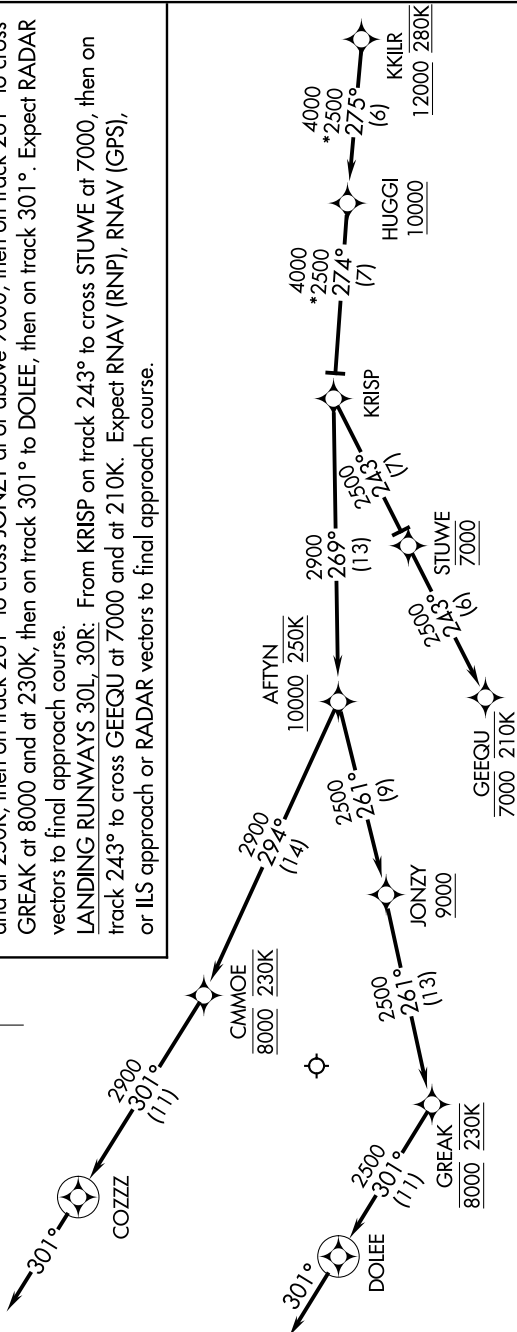 and at 250K, then on track 261° to cross JONZY at or above 9000, then on track 261° to cross
GREAK at 8000 and at 230K, then on track 301° to DOLEE, then on track 301°. Expect RADAR
vectors to final approach course.
LANDING RUNWAYS 30L, 30R: From KRISP on track 243° to cross STUWE at 7000, then on
track 243° to cross GEEQU at 7000 and at 210K. Expect RNAV (RNP), RNAV (GPS),
or ILS approach or RADAR vectors to final approach course.
KKILR
12000 280K
4000
*2500
275°
(6)
HUGGI
10000
4000
*2500
274°
(7)
KRISP
2500
243°
(7)
STUWE
7000
2500
243°
(6)
GEEQU
7000 210K
2900
269°
(13)
AFTYN
10000 250K
2900
294°
(14)
CMMOE
8000 230K
2900
301°
(11)
COZZZ
301°
2500
261°
(9)
JONZY
9000
2500
261°
(13)
GREAK
8000 230K
2500
301°
(11)
DOLEE
301°